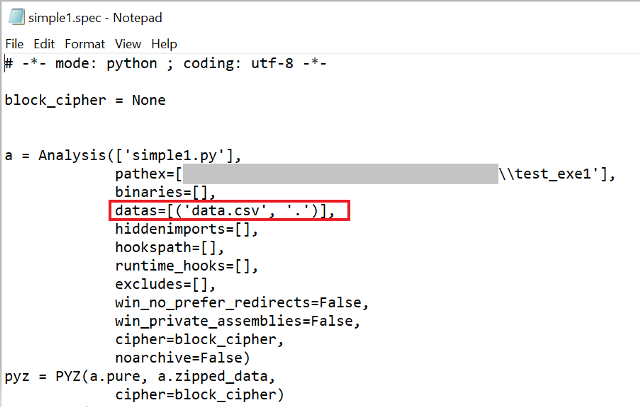 simple1.spec - Notepad
File Edit Format View Help
# -*- mode: python ; coding: utf-8 -*-
block_cipher = None
a = Analysis(['simple1.py'],
pathex=[ \\test_exe1'],
binaries=[],
datas=[('data.csv', '.')],
hiddenimports=[],
hookspath=[],
runtime_hooks=[],
excludes=[],
win_no_prefer_redirects=False,
win_private_assemblies=False,
cipher=block_cipher,
noarchive=False)
pyz = PYZ(a.pure, a.zipped_data,
cipher=block_cipher)